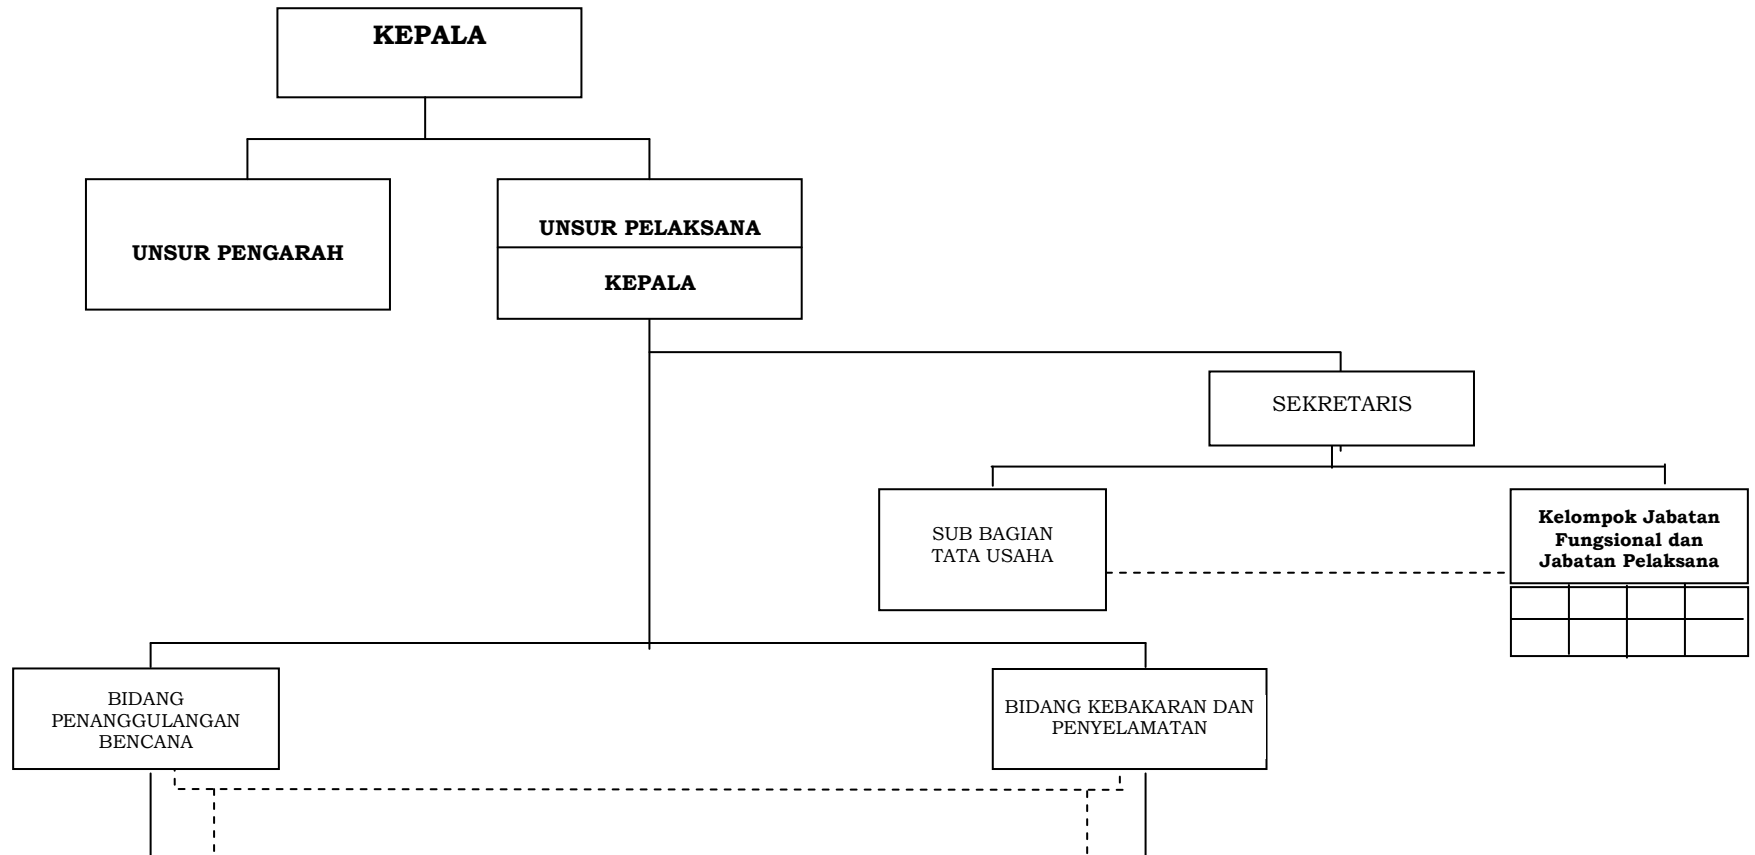 KEPALA
UNSUR PENGARAH
UNSUR PELAKSANA
KEPALA
SEKRETARIS
SUB BAGIAN
TATA USAHA
Kelompok Jabatan
Fungsional dan
Jabatan Pelaksana
BIDANG
PENANGGULANGAN
BENCANA
BIDANG KEBAKARAN DAN
PENYELAMATAN